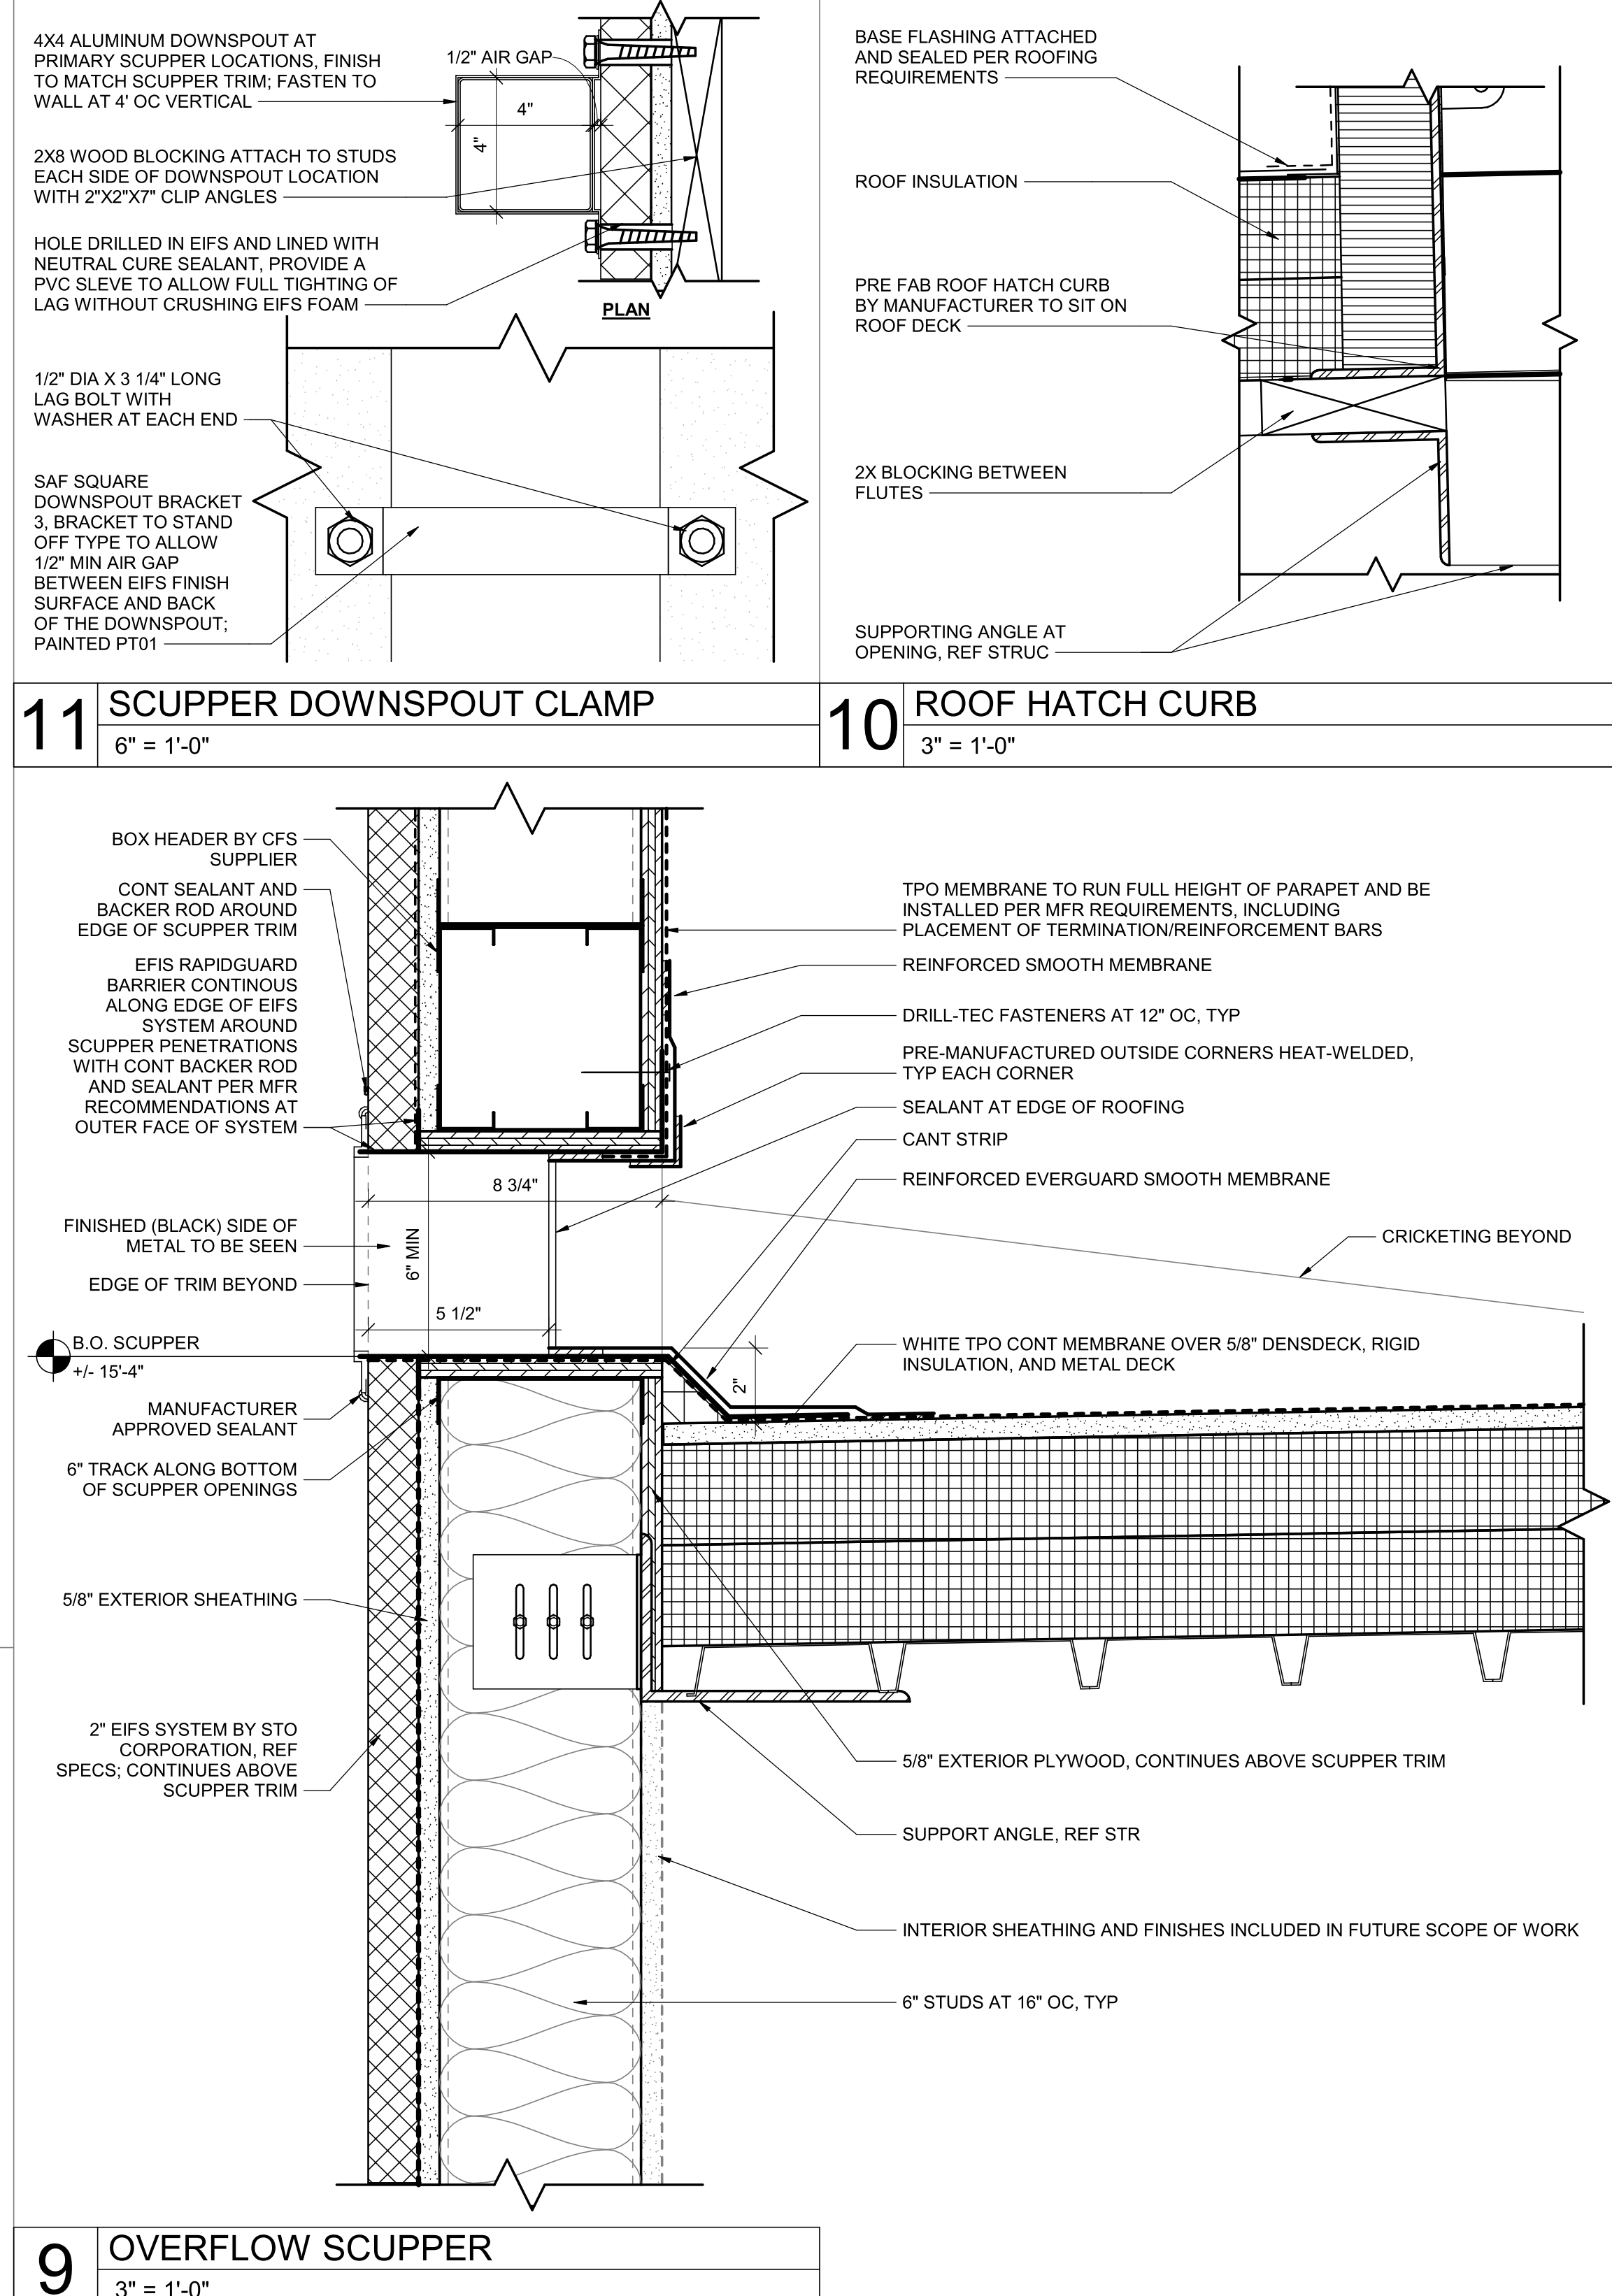 4X4 ALUMINUM DOWNSPOUT AT
PRIMARY SCUPPER LOCATIONS, FINISH
TO MATCH SCUPPER TRIM; FASTEN TO
WALL AT 4' OC VERTICAL
1/2" AIR GAP
4"
4"
2X8 WOOD BLOCKING ATTACH TO STUDS
EACH SIDE OF DOWNSPOUT LOCATION
WITH 2"X2"X7" CLIP ANGLES
HOLE DRILLED IN EIFS AND LINED WITH
NEUTRAL CURE SEALANT, PROVIDE A
PVC SLEVE TO ALLOW FULL TIGHTING OF
LAG WITHOUT CRUSHING EIFS FOAM
PLAN
1/2" DIA X 3 1/4" LONG
LAG BOLT WITH
WASHER AT EACH END
SAF SQUARE
DOWNSPOUT BRACKET
3, BRACKET TO STAND
OFF TYPE TO ALLOW
1/2" MIN AIR GAP
BETWEEN EIFS FINISH
SURFACE AND BACK
OF THE DOWNSPOUT;
PAINTED PT01
11
SCUPPER DOWNSPOUT CLAMP
6" = 1'-0"
BASE FLASHING ATTACHED
AND SEALED PER ROOFING
REQUIREMENTS
ROOF INSULATION
PRE FAB ROOF HATCH CURB
BY MANUFACTURER TO SIT ON
ROOF DECK
2X BLOCKING BETWEEN
FLUTES
SUPPORTING ANGLE AT
OPENING, REF STRUC
10
ROOF HATCH CURB
3" = 1'-0"
BOX HEADER BY CFS
SUPPLIER
CONT SEALANT AND
BACKER ROD AROUND
EDGE OF SCUPPER TRIM
EFIS RAPIDGUARD
BARRIER CONTINOUS
ALONG EDGE OF EIFS
SYSTEM AROUND
SCUPPER PENETRATIONS
WITH CONT BACKER ROD
AND SEALANT PER MFR
RECOMMENDATIONS AT
OUTER FACE OF SYSTEM
FINISHED (BLACK) SIDE OF
METAL TO BE SEEN
EDGE OF TRIM BEYOND
B.O. SCUPPER
+/- 15'-4"
MANUFACTURER
APPROVED SEALANT
6" TRACK ALONG BOTTOM
OF SCUPPER OPENINGS
5/8" EXTERIOR SHEATHING
2" EIFS SYSTEM BY STO
CORPORATION, REF
SPECS; CONTINUES ABOVE
SCUPPER TRIM
8 3/4"
6" MIN
5 1/2"
2"
TPO MEMBRANE TO RUN FULL HEIGHT OF PARAPET AND BE
INSTALLED PER MFR REQUIREMENTS, INCLUDING
PLACEMENT OF TERMINATION/REINFORCEMENT BARS
REINFORCED SMOOTH MEMBRANE
DRILL-TEC FASTENERS AT 12" OC, TYP
PRE-MANUFACTURED OUTSIDE CORNERS HEAT-WELDED,
TYP EACH CORNER
SEALANT AT EDGE OF ROOFING
CANT STRIP
REINFORCED EVERGUARD SMOOTH MEMBRANE
CRICKETING BEYOND
WHITE TPO CONT MEMBRANE OVER 5/8" DENSDECK, RIGID
INSULATION, AND METAL DECK
5/8" EXTERIOR PLYWOOD, CONTINUES ABOVE SCUPPER TRIM
SUPPORT ANGLE, REF STR
INTERIOR SHEATHING AND FINISHES INCLUDED IN FUTURE SCOPE OF WORK
6" STUDS AT 16" OC, TYP
9
OVERFLOW SCUPPER
3" = 1'-0"